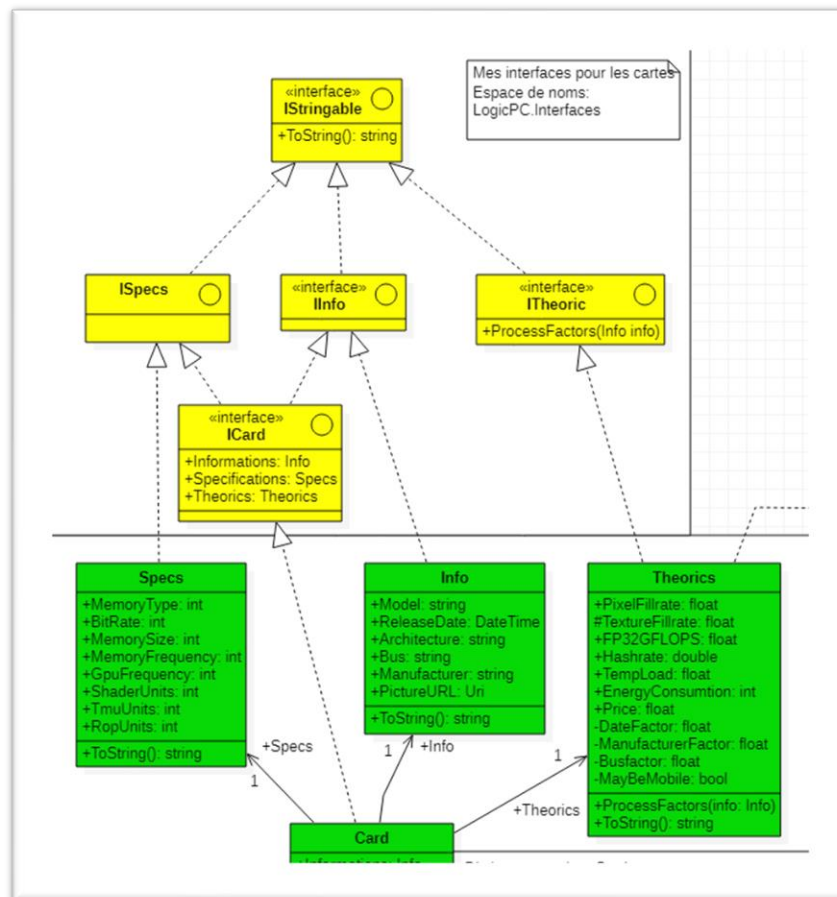 Mes interfaces pour les cartes
Espace de noms:
LogicPC.Interfaces
«interface»
IStringable
+ToString(): string
ISpecs
«interface»
IInfo
«interface»
ITheoric
+ProcessFactors(Info info)
«interface»
ICard
+Informations: Info
+Specifications: Specs
+Theorics: Theorics
Specs
+MemoryType: int
+BitRate: int
+MemorySize: int
+MemoryFrequency: int
+GpuFrequency: int
+ShaderUnits: int
+TmuUnits: int
+RopUnits: int
+ToString(): string
Info
+Model: string
+ReleaseDate: DateTime
+Architecture: string
+Bus: string
+Manufacturer: string
+PictureURL: Uri
+ToString(): string
Theorics
+PixelFillrate: float
#TextureFillrate: float
+FP32GFLOPS: float
+Hashrate: double
+TempLoad: float
+EnergyConsumtion: int
+Price: float
-DateFactor: float
-ManufacturerFactor: float
-Busfactor: float
-MayBeMobile: bool
+ProcessFactors(info: Info)
+ToString(): string
+Specs
1
+Info
1
+Theorics
1
Card
+Informations: Info